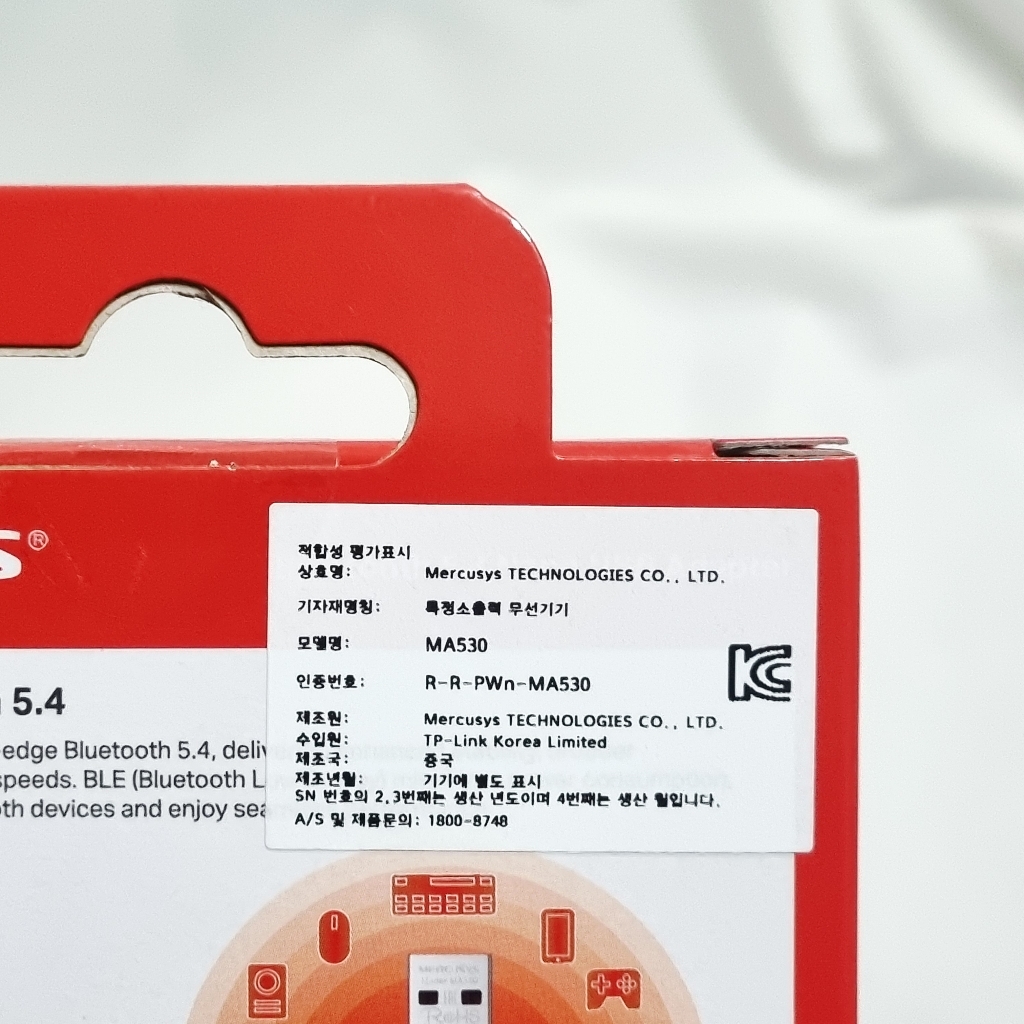 S®
적합성 평가표시
상호명: Mercusys TECHNOLOGIES CO., LTD.
기자재명칭: 특정소출력 무선기기
모델명: MA530
인증번호: R-R-PWn-MA530
제조원: Mercusys TECHNOLOGIES CO., LTD.
수입원: TP-Link Korea Limited
제조국: 중국
제조년월: 기기에 별도 표시
SN 번호의 2,3번째는 생산 년도이며 4번째는 생산 월입니다.
A/S 및 제품문의: 1800-8748
5.4
-edge Bluetooth 5.4, deliv
speeds. BLE (Bluetooth L
oth devices and enjoy sea
MERCUSYS
RoHS